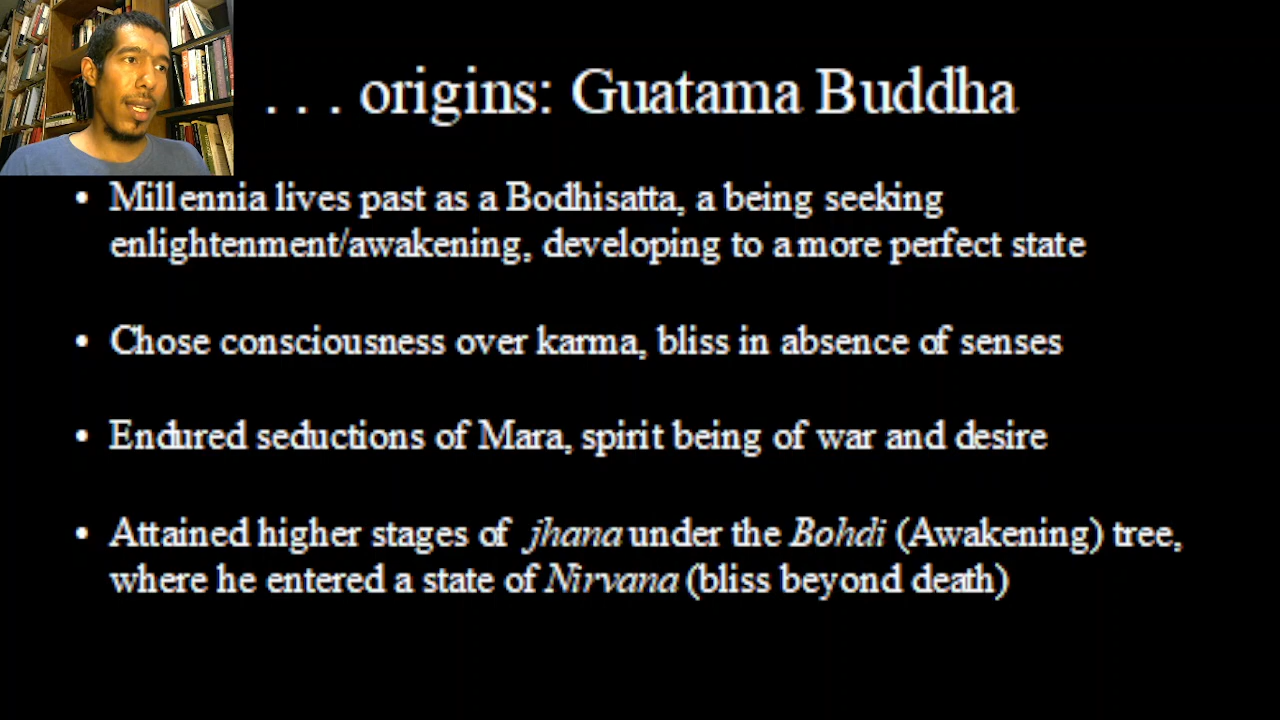 . . . origins: Guatama Buddha
• Millennia lives past as a Bodhisatta, a being seeking
enlightenment/awakening, developing to a more perfect state
• Chose consciousness over karma, bliss in absence of senses
• Endured seductions of Mara, spirit being of war and desire
• Attained higher stages of jhana under the Bohdi (Awakening) tree,
where he entered a state of Nirvana (bliss beyond death)